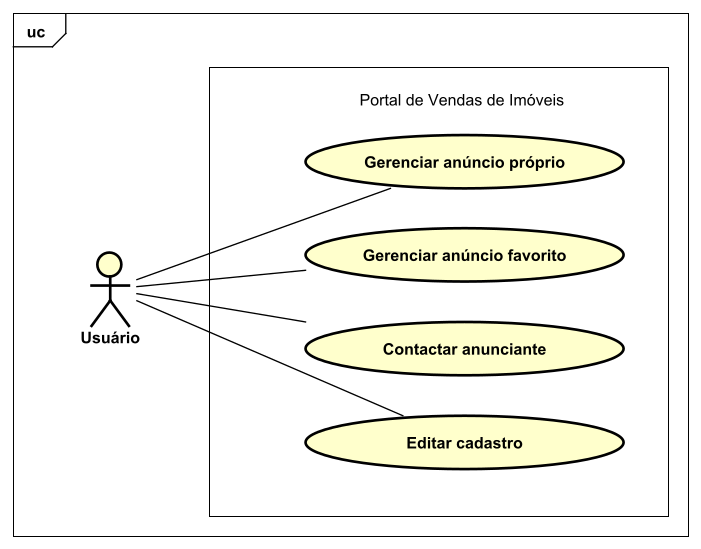 uc
Portal de Vendas de Imóveis
Gerenciar anúncio próprio
Gerenciar anúncio favorito
Usuário
Contactar anunciante
Editar cadastro